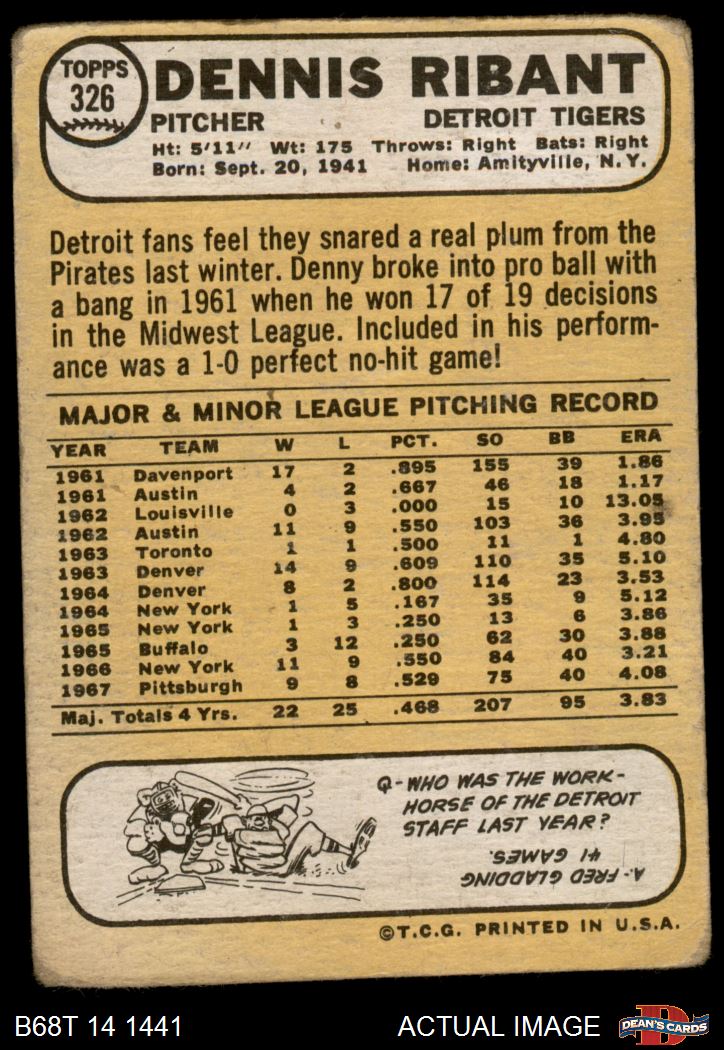 TOPPS
326
DENNIS RIBANT
PITCHER DETROIT TIGERS
Ht: 5'11" Wt: 175 Throws: Right Bats: Right
Born: Sept. 20, 1941 Home: Amityville, N.Y.
Detroit fans feel they snared a real plum from the
Pirates last winter. Denny broke into pro ball with
a bang in 1961 when he won 17 of 19 decisions
in the Midwest League. Included in his perform-
ance was a 1-0 perfect no-hit game!
MAJOR & MINOR LEAGUE PITCHING RECORD
YEAR TEAM W L PCT. SO BB ERA
1961 Davenport 17 2 .895 155 39 1.86
1961 Austin 4 2 .667 46 18 1.17
1962 Louisville 0 3 .000 15 10 13.05
1962 Austin 11 9 .550 103 36 3.95
1963 Toronto 1 1 .500 11 1 4.80
1963 Denver 14 9 .609 110 35 5.10
1964 Denver 8 2 .800 114 23 3.53
1964 New York 1 5 .167 35 9 5.12
1965 New York 1 3 .250 13 6 3.86
1965 Buffalo 3 12 .250 62 30 3.88
1966 New York 11 9 .550 84 40 3.21
1967 Pittsburgh 9 8 .529 75 40 4.08
Maj. Totals 4 Yrs. 22 25 .468 207 95 3.83
Q-WHO WAS THE WORK-
HORSE OF THE DETROIT
STAFF LAST YEAR?
A-FRED GLADDING
41 GAMES.
©T.C.G. PRINTED IN U.S.A.
B68T 14 1441 ACTUAL IMAGE
D
DEAN'S CARDS